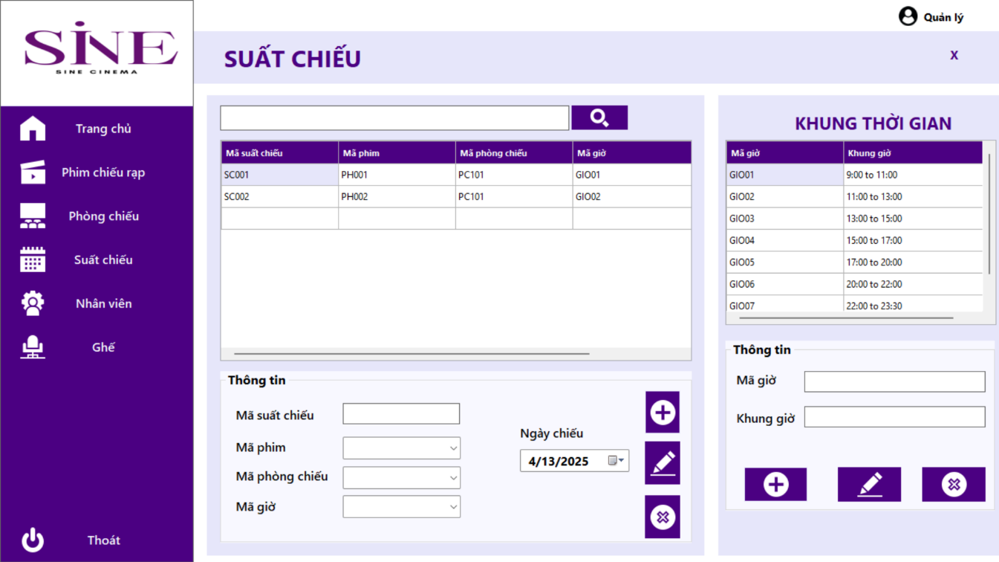 SINE
SINE CINEMA
Quản lý
SUẤT CHIẾU
X
Trang chủ
Phim chiếu rạp
Phòng chiếu
Suất chiếu
Nhân viên
Ghế
Thoát
Mã suất chiếu Mã phim Mã phòng chiếu Mã giờ
SC001 PH001 PC101 GIO01
SC002 PH002 PC101 GIO02
Thông tin
Mã suất chiếu
Mã phim
Mã phòng chiếu
Mã giờ
Ngày chiếu
4/13/2025
KHUNG THỜI GIAN
Mã giờ Khung giờ
GIO01 9:00 to 11:00
GIO02 11:00 to 13:00
GIO03 13:00 to 15:00
GIO04 15:00 to 17:00
GIO05 17:00 to 20:00
GIO06 20:00 to 22:00
GIO07 22:00 to 23:30
Thông tin
Mã giờ
Khung giờ